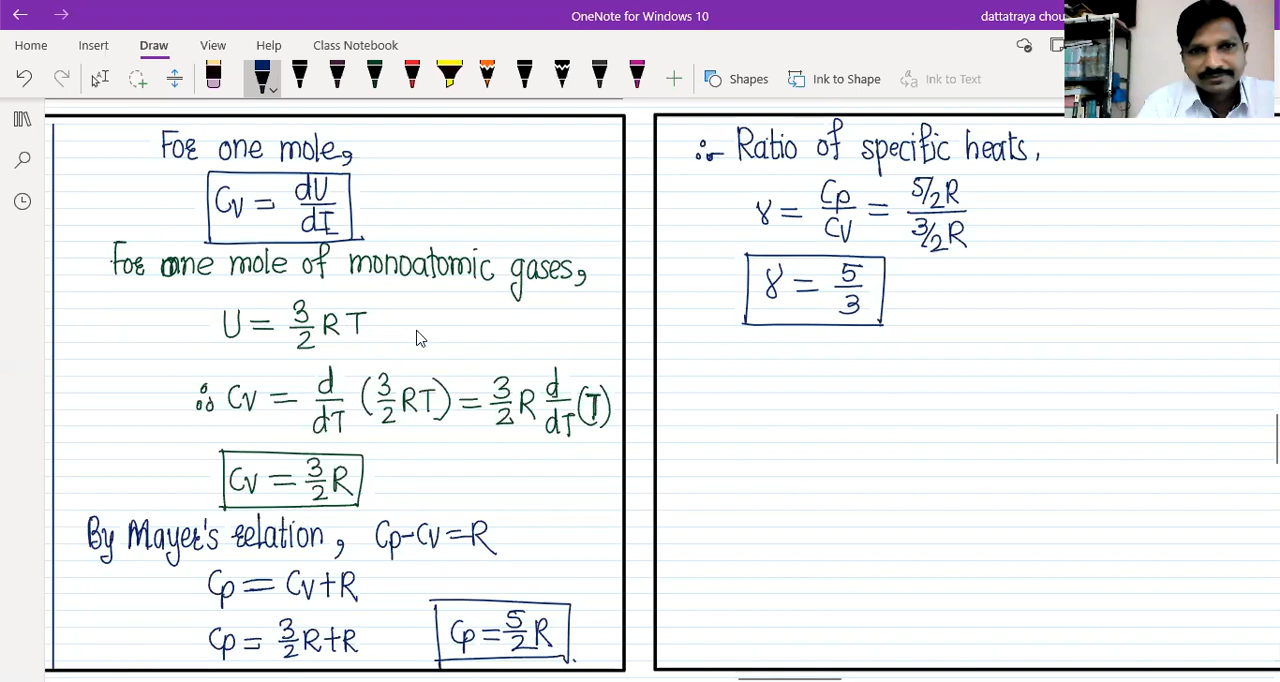 OneNote for Windows 10
dattatraya chou
Home Insert Draw View Help Class Notebook
Shapes Ink to Shape Ink to Text
For one mole,
Cv = dU/dT
For one mole of monoatomic gases,
U = 3/2 RT
∴ Cv = d/dT (3/2 RT) = 3/2 R d/dT (T)
Cv = 3/2 R
By Mayer's relation, Cp-Cv=R
Cp = Cv+R
Cp = 3/2 R+R
Cp = 5/2 R
∴ Ratio of specific heats,
γ = Cp/Cv = 5/2 R / 3/2 R
γ = 5/3